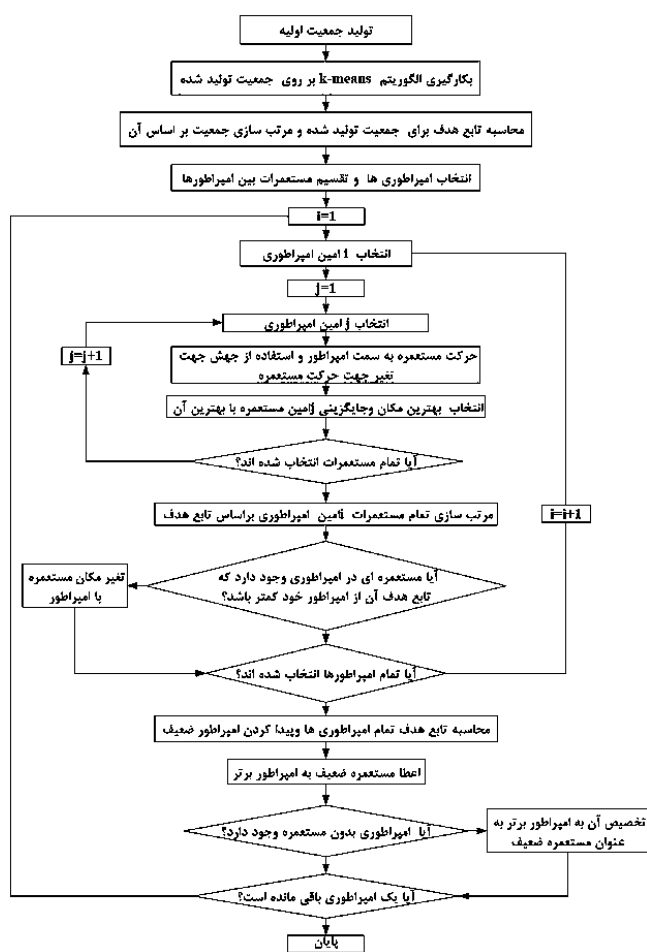 تولید جمعیت اولیه
بکارگیری الگوریتم k-means بر روی جمعیت تولید شده
محاسبه تابع هدف برای جمعیت تولید شده و مرتب سازی جمعیت بر اساس آن
انتخاب امپراطوری ها و تقسیم مستعمرات بین امپراطورها
i=1
انتخاب i امین امپراطوری
j=1
انتخاب j امین امپراطوری
j=j+1
حرکت مستعمره به سمت امپراطور و استفاده از جهش جهت
تغیر جهت حرکت مستعمره
انتخاب بهترین مکان وجایگزینی jامین مستعمره با بهترین آن
آیا تمام مستعمرات انتخاب شده اند؟
مرتب سازی تمام مستعمرات iامین امپراطوری براساس تابع هدف
i=i+1
آیا مستعمره ای در امپراطوری وجود دارد که
تابع هدف آن از امپراطور خود کمتر باشد؟
تغیر مکان مستعمره
با امپراطور
آیا تمام امپراطورها انتخاب شده اند؟
محاسبه تابع هدف تمام امپراطوری ها وپیدا کردن امپراطور ضعیف
اعطا مستعمره ضعیف به امپراطور برتر
آیا امپراطوری بدون مستعمره وجود دارد؟
تخصیص آن به امپراطور برتر به
عنوان مستعمره ضعیف
آیا یک امپراطوری باقی مانده است؟
پایان